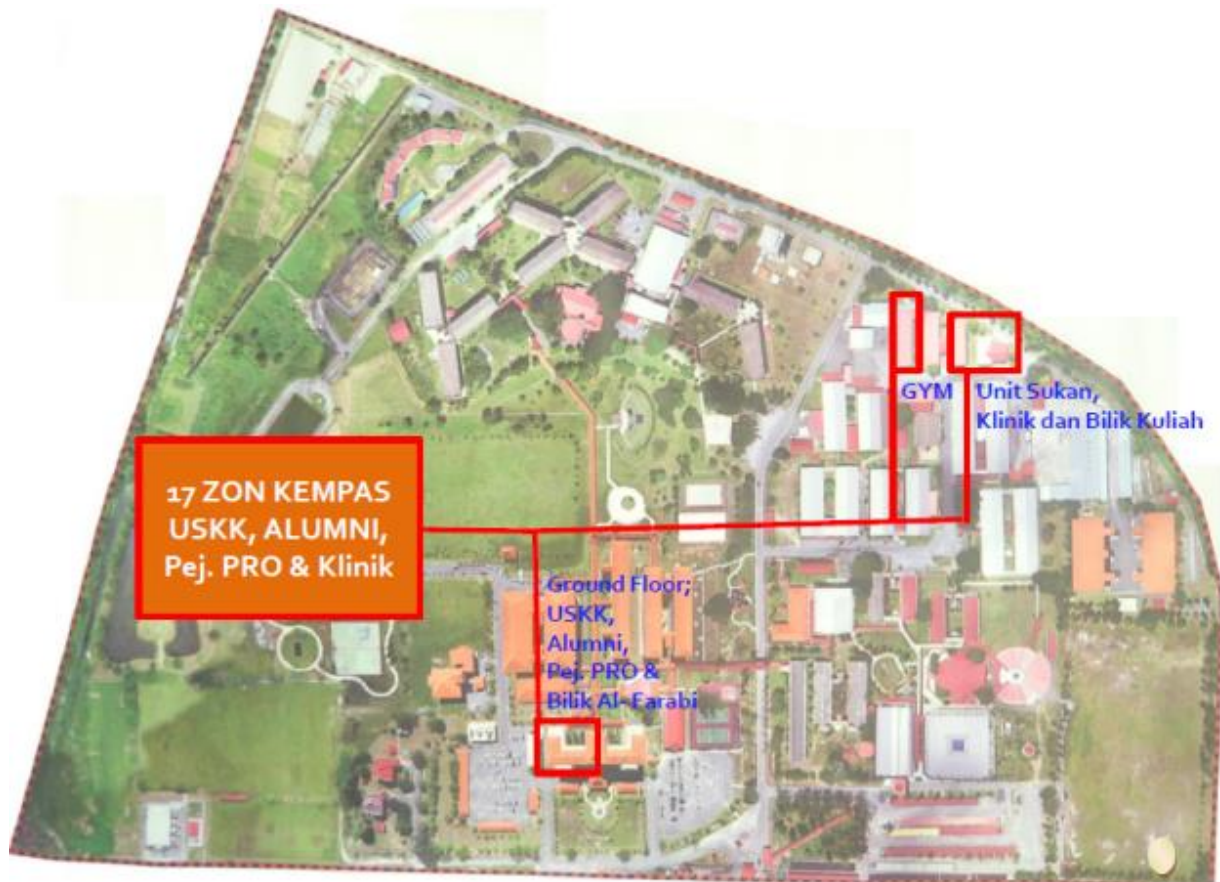 17 ZON KEMPAS
USKK, ALUMNI,
Pej. PRO & Klinik
GYM
Unit Sukan,
Klinik dan Bilik Kuliah
Ground Floor;
USKK,
Alumni,
Pej. PRO &
Bilik Al-Farabi